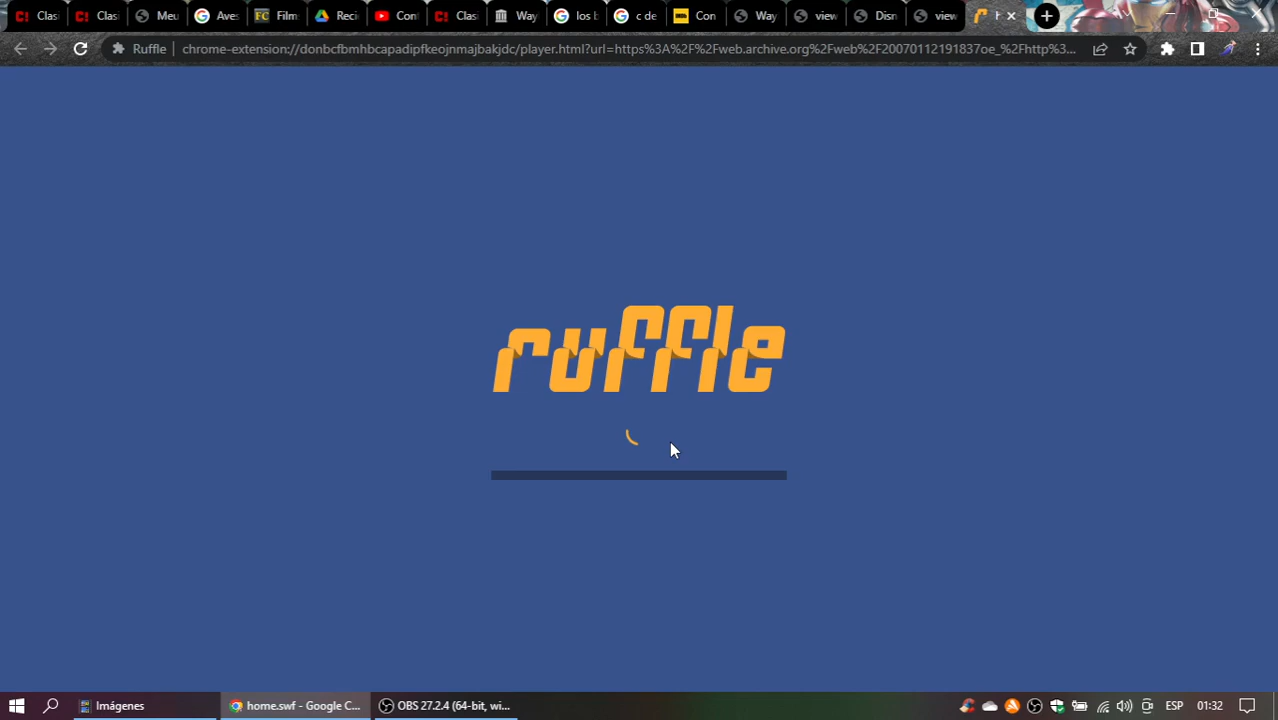 Clas
Clas
Meu
Aves
Film
Reci
Con
Clas
Way
los b
c de
Con
Way
view
Disn
view
Ruffle
chrome-extension://donbcfbmhbcapadipfkeojnmajbakjdc/player.html?url=https%3A%2F%2Fweb.archive.org%2Fweb%2F20070112191837oe_%2Fhttp%3...
ruffle
Imágenes
home.swf - Google C...
OBS 27.2.4 (64-bit, wi...
ESP
01:32